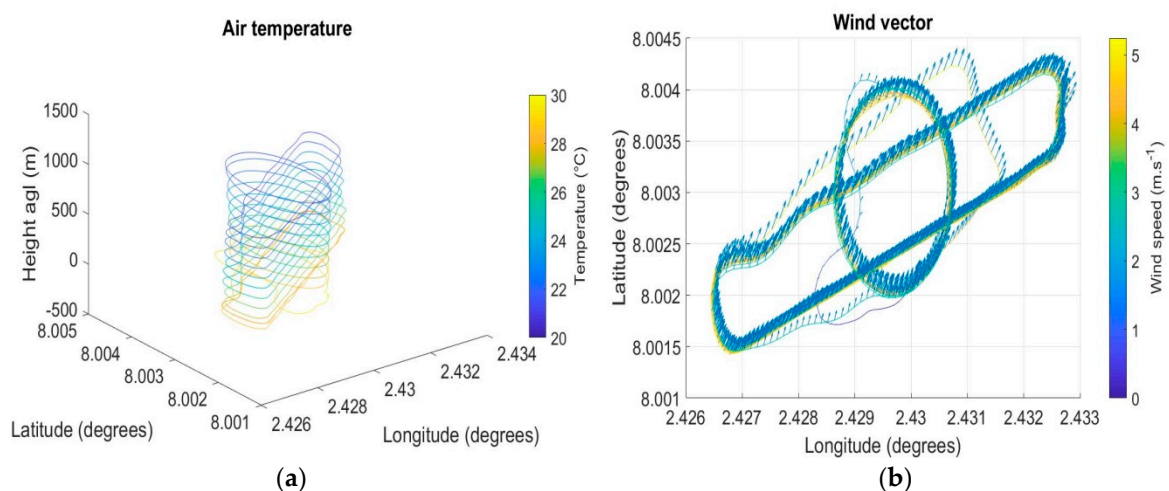 Air temperature
1500
1000
500
0
-500
Height agl (m)
8.005
8.004
8.003
8.002
8.001
Latitude (degrees)
2.426
2.428
2.43
2.432
2.434
Longitude (degrees)
30
28
26
24
22
20
Temperature (°C)
(a)
Wind vector
8.0045
8.004
8.0035
8.003
8.0025
8.002
8.0015
8.001
Latitude (degrees)
2.426 2.427 2.428 2.429 2.43 2.431 2.432 2.433
Longitude (degrees)
5
4
3
2
1
0
Wind speed (m.s⁻¹)
(b)